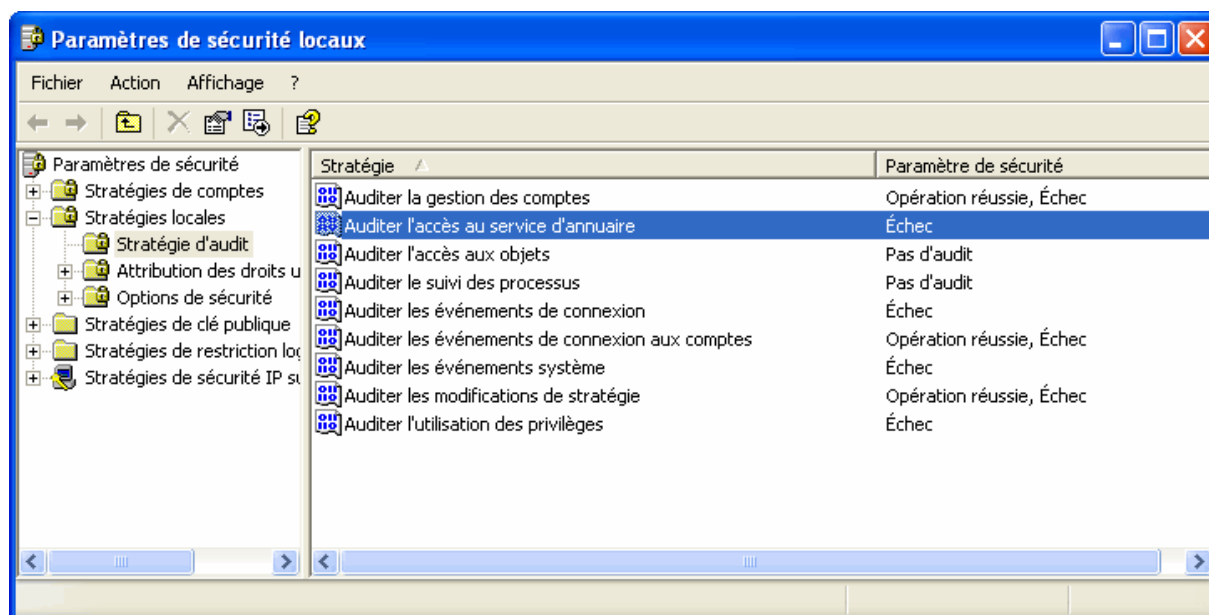 Paramètres de sécurité locaux
Fichier Action Affichage ?
Paramètres de sécurité
Stratégies de comptes
Stratégies locales
Stratégie d'audit
Attribution des droits u
Options de sécurité
Stratégies de clé publique
Stratégies de restriction log
Stratégies de sécurité IP su
Stratégie Paramètre de sécurité
Auditer la gestion des comptes Opération réussie, Échec
Auditer l'accès au service d'annuaire Échec
Auditer l'accès aux objets Pas d'audit
Auditer le suivi des processus Pas d'audit
Auditer les événements de connexion Échec
Auditer les événements de connexion aux comptes Opération réussie, Échec
Auditer les événements système Échec
Auditer les modifications de stratégie Opération réussie, Échec
Auditer l'utilisation des privilèges Échec